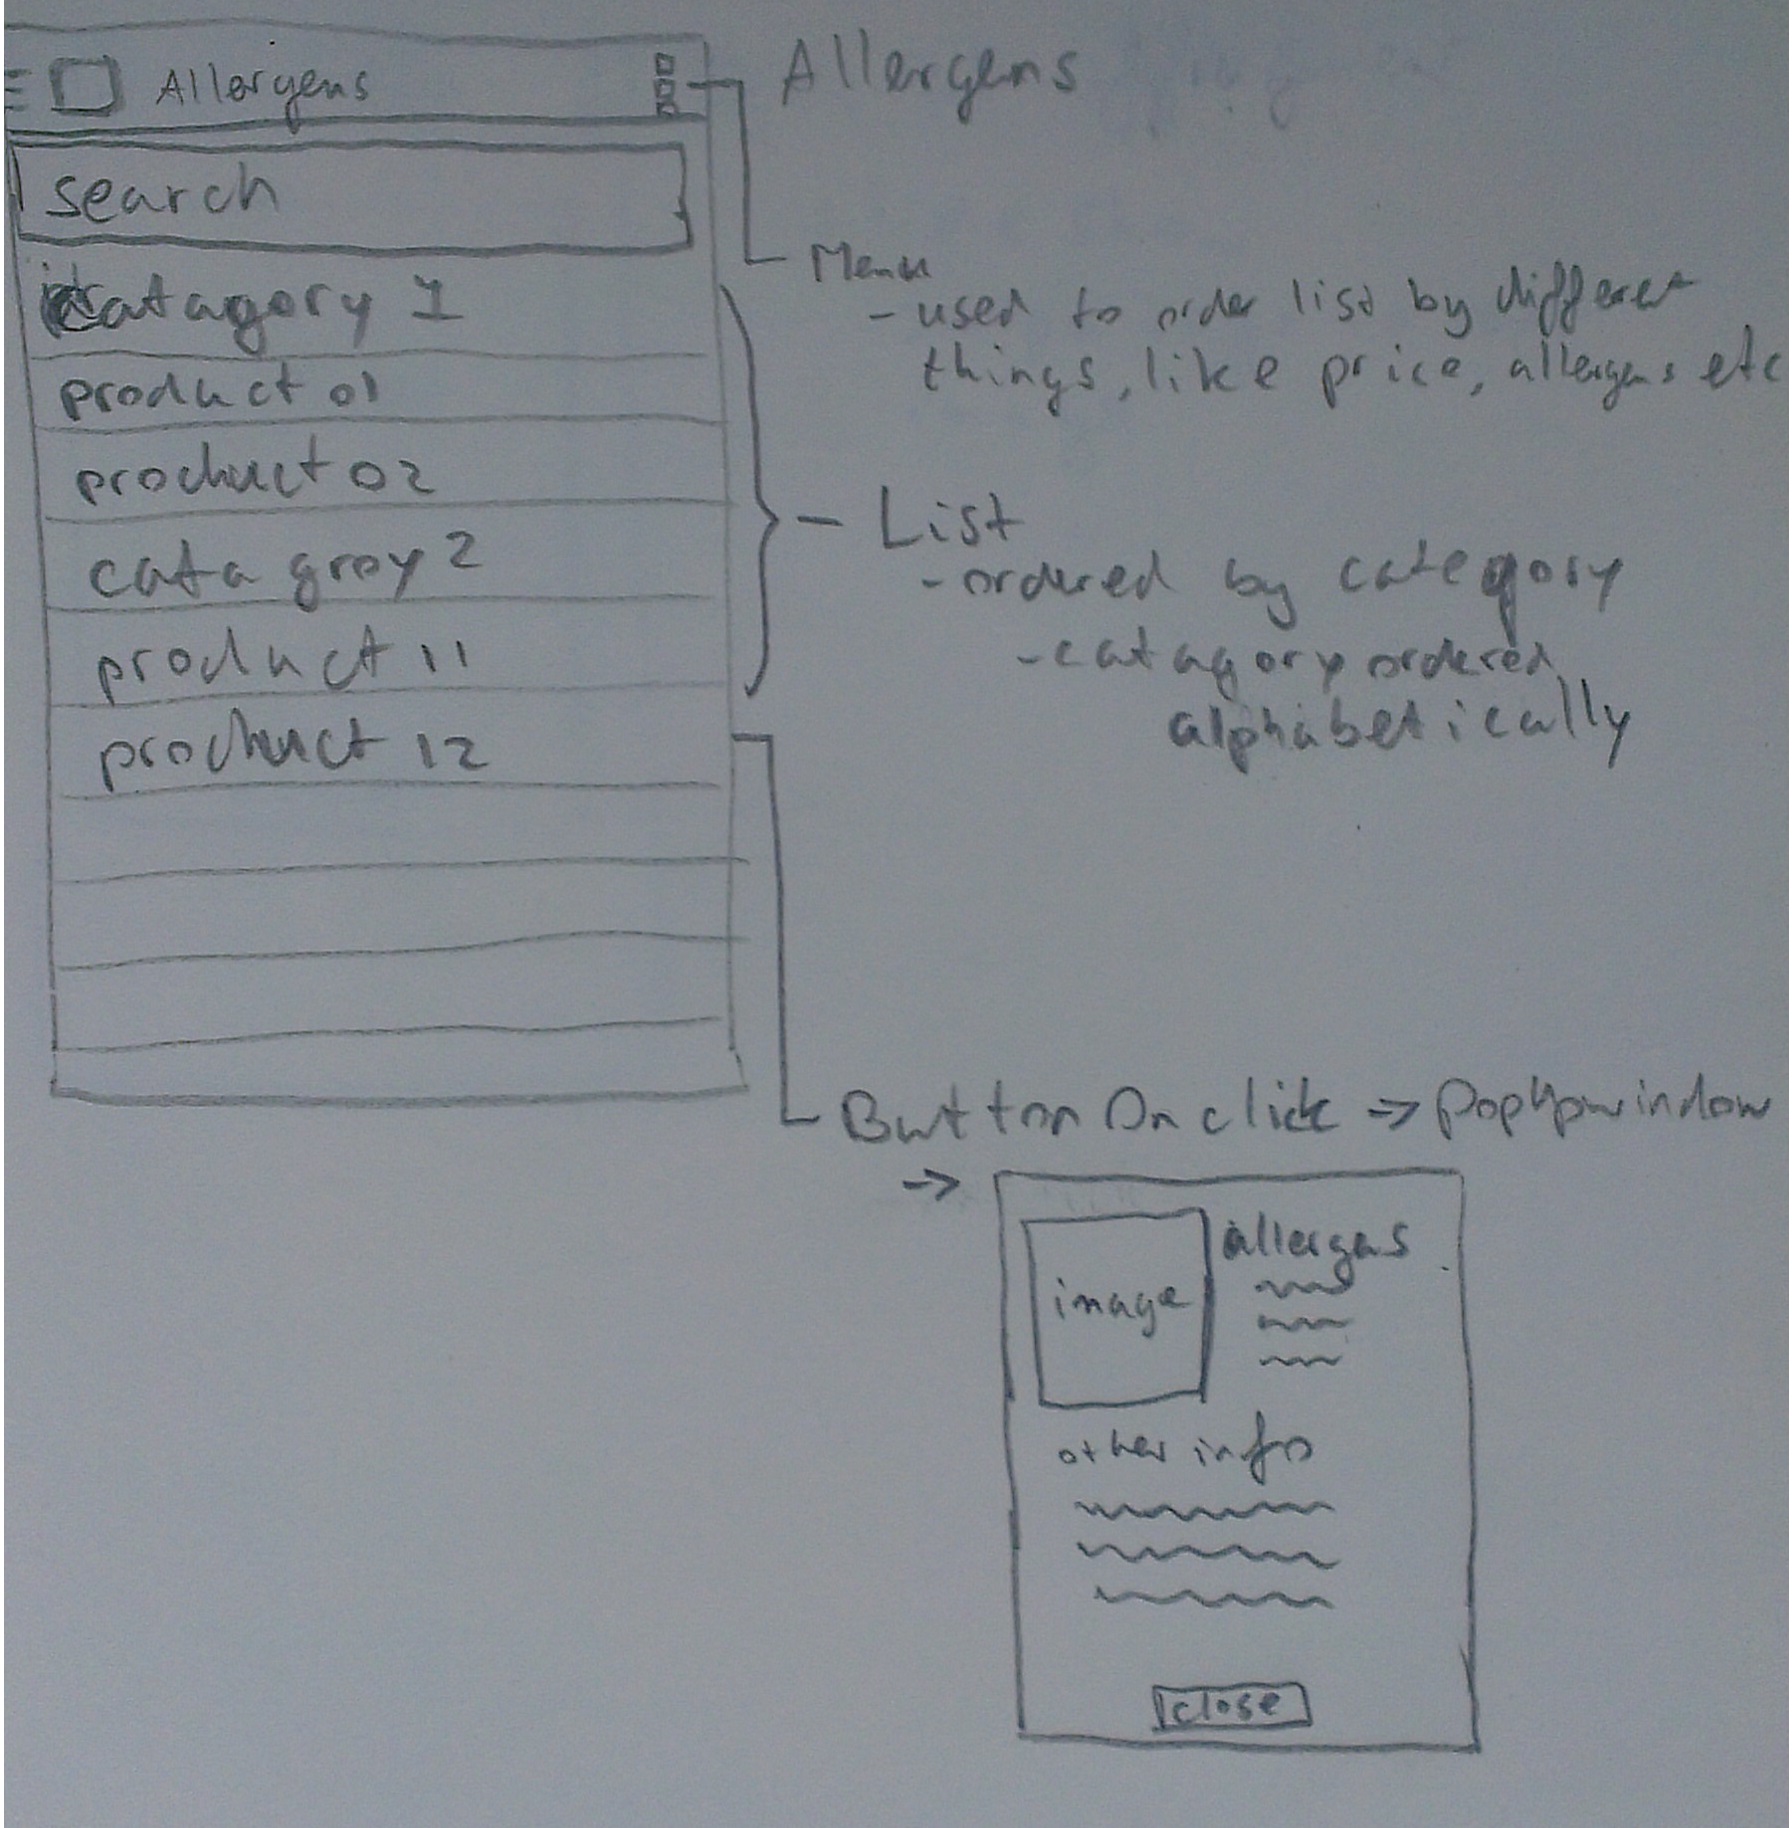 Allergens
search
catagory 1
product 01
product 02
cata groy 2
product 11
product 12
Allergens
Menu
- used to order list by different
things, like price, allergens etc
- List
- ordered by category
- catagory ordered
alphabetically
Button On click -> PopUpwindow
->
image
allergens
other info
close